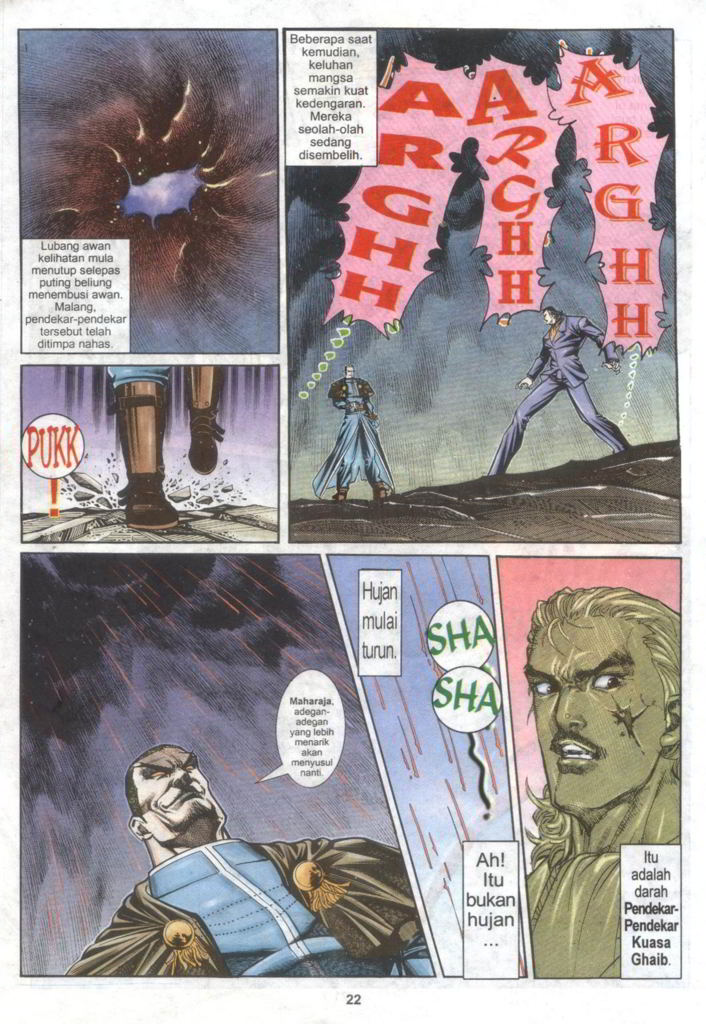 Lubang awan
kelihatan mula
menutup selepas
puting beliung
menembusi awan.
Malang,
pendekar-pendekar
tersebut telah
ditimpa nahas.
Beberapa saat
kemudian,
keluhan
mangsa
semakin kuat
kedengaran.
Mereka
seolah-olah
sedang
disembelih.
ARGHH
ARGHH
ARGHH
PUKK
!
Maharaja,
adegan-
adegan
yang lebih
menarik
akan
menyusul
nanti.
Hujan
mulai
turun.
SHA
SHA
Ah!
Itu
bukan
hujan
...
Itu
adalah
darah
Pendekar-
Pendekar
Kuasa
Ghaib.
22